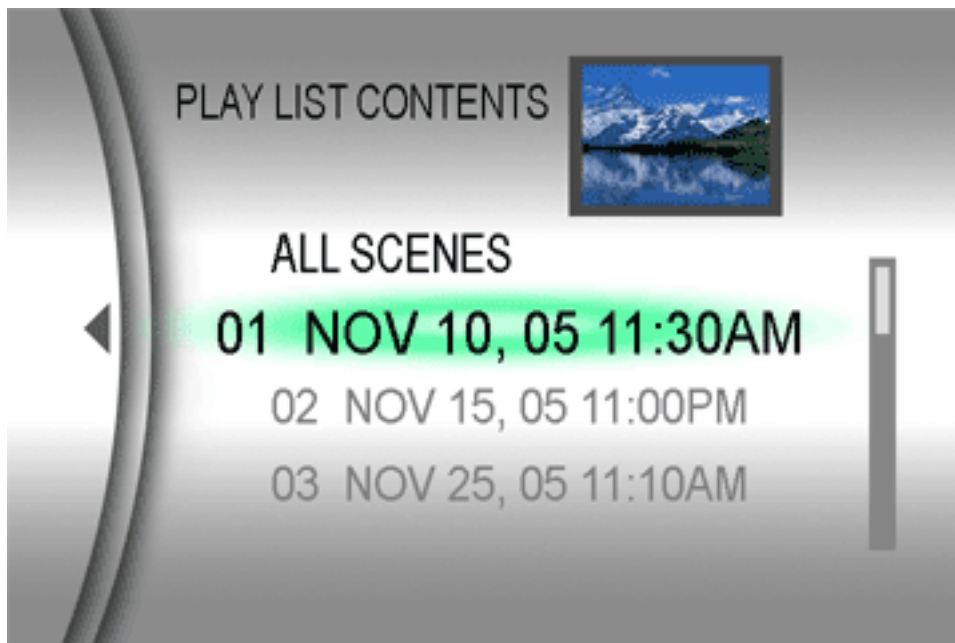 PLAY LIST CONTENTS
ALL SCENES
01 NOV 10, 05 11:30AM
02 NOV 15, 05 11:00PM
03 NOV 25, 05 11:10AM